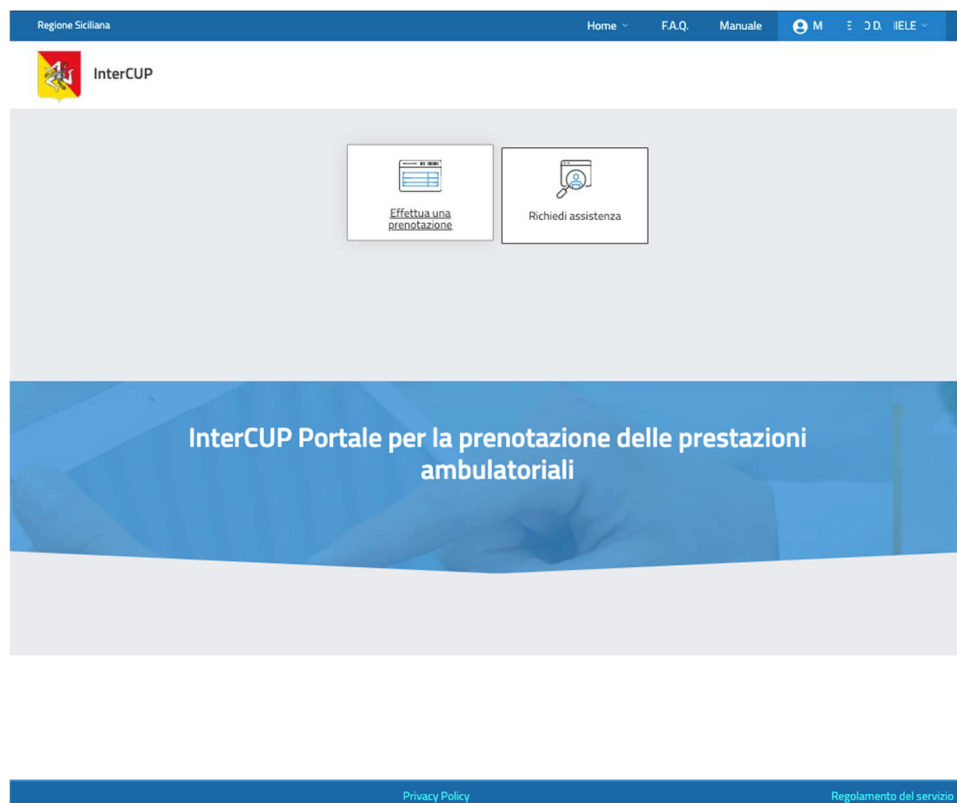 Regione Siciliana
Home F.A.Q. Manuale
InterCUP
Effettua una
prenotazione
Richiedi assistenza
InterCUP Portale per la prenotazione delle prestazioni
ambulatoriali
Privacy Policy Regolamento del servizio